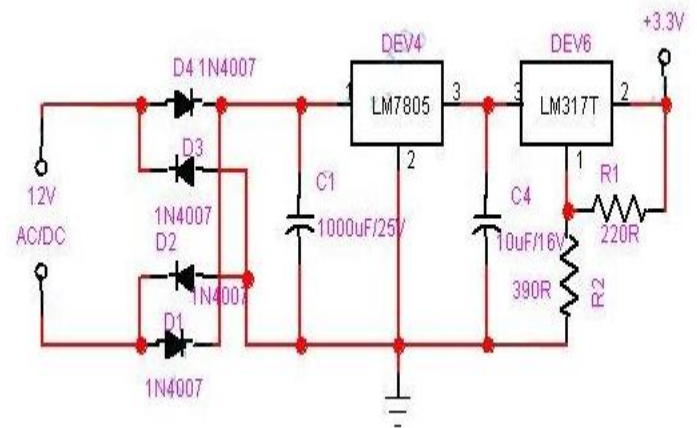 +3.3V
DEV4
DEV6
D4 1N4007
1
LM7805
3
3
LM317T
2
D3
2
1
R1
12V
C1
C4
1N4007
1000uF/25V
220R
AC/DC
D2
10uF/16V
1N4007
390R
R2
D1
1N4007